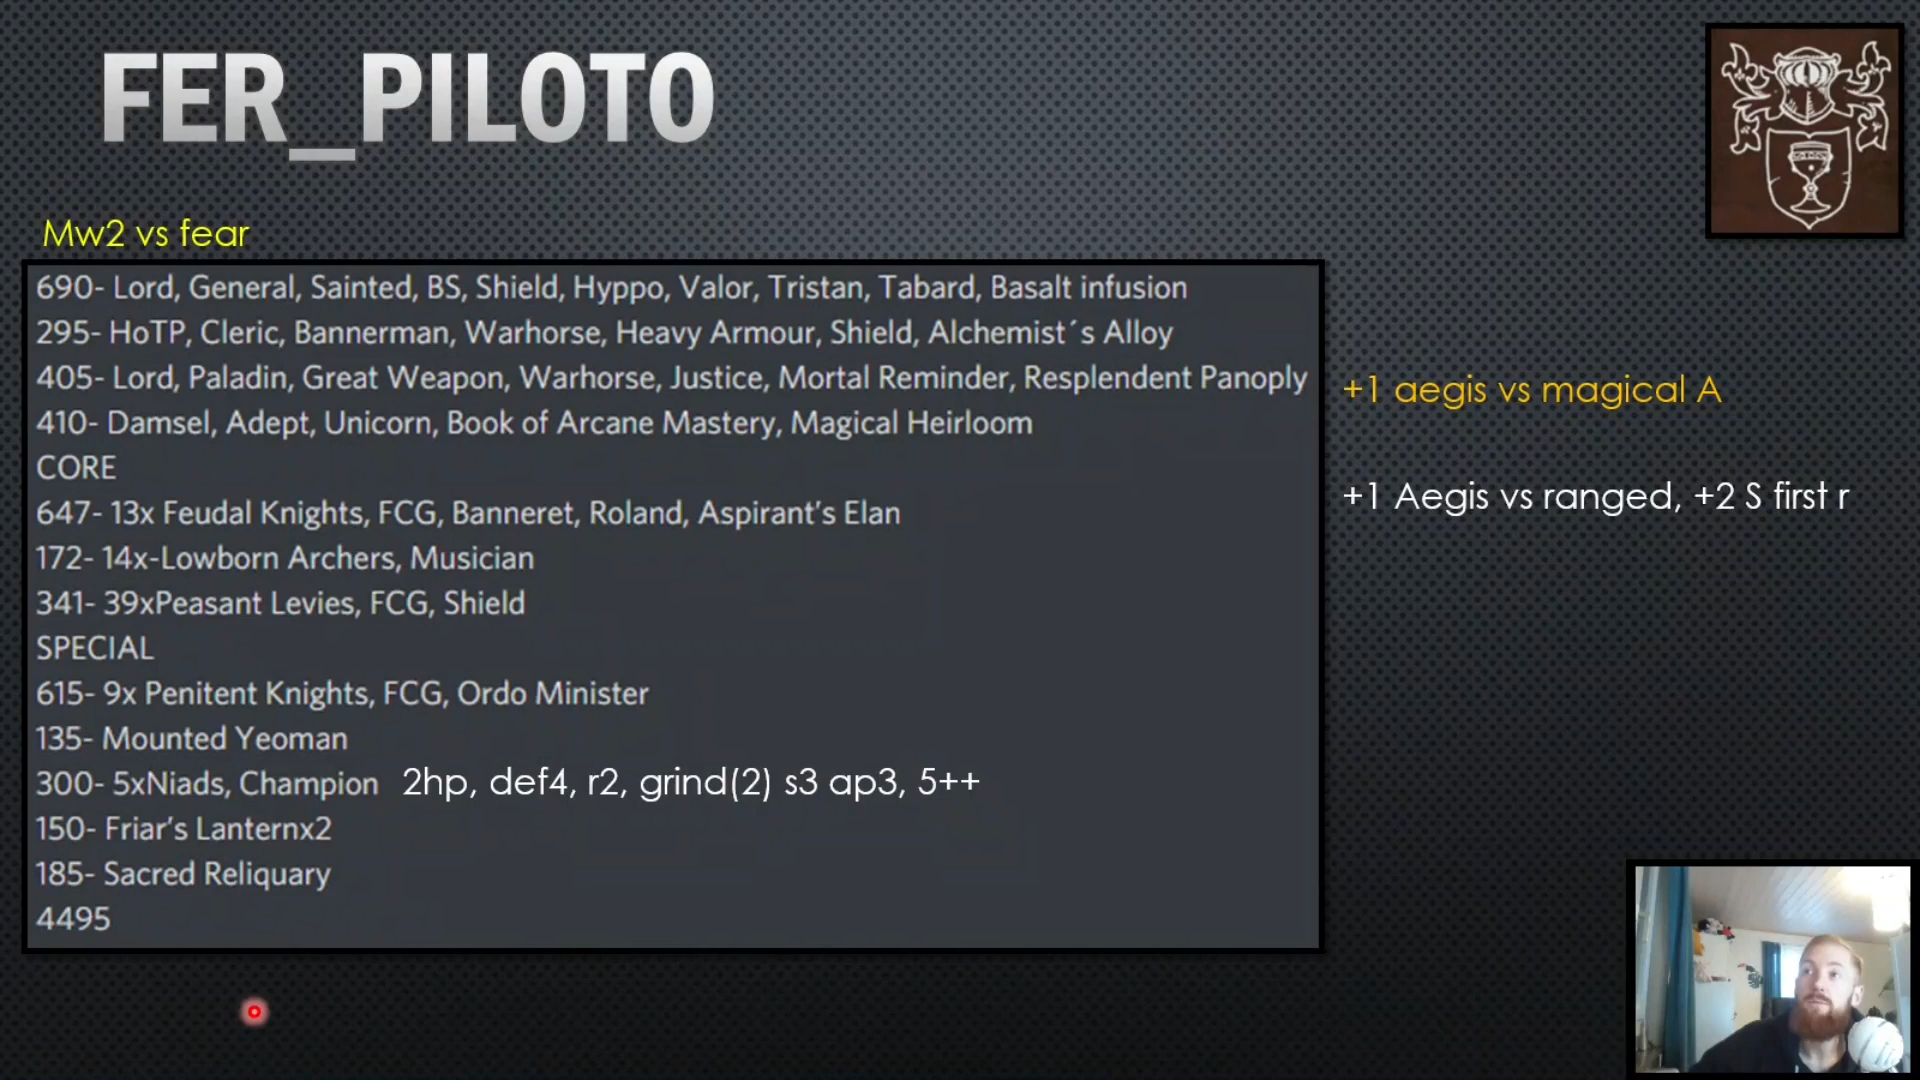 FER_PILOTO
Mw2 vs fear
690- Lord, General, Sainted, BS, Shield, Hyppo, Valor, Tristan, Tabard, Basalt infusion
295- HoTP, Cleric, Bannerman, Warhorse, Heavy Armour, Shield, Alchemist´s Alloy
405- Lord, Paladin, Great Weapon, Warhorse, Justice, Mortal Reminder, Resplendent Panoply
+1 aegis vs magical A
410- Damsel, Adept, Unicorn, Book of Arcane Mastery, Magical Heirloom
CORE
647- 13x Feudal Knights, FCG, Banneret, Roland, Aspirant’s Elan
+1 Aegis vs ranged, +2 S first r
172- 14x-Lowborn Archers, Musician
341- 39xPeasant Levies, FCG, Shield
SPECIAL
615- 9x Penitent Knights, FCG, Ordo Minister
135- Mounted Yeoman
300- 5xNiads, Champion 2hp, def4, r2, grind(2) s3 ap3, 5++
150- Friar’s Lanternx2
185- Sacred Reliquary
4495